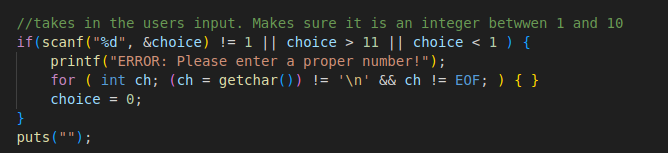 //takes in the users input. Makes sure it is an integer betwwen 1 and 10
if(scanf("%d", &choice) != 1 || choice > 11 || choice < 1 ) {
    printf("ERROR: Please enter a proper number!");
    for ( int ch; (ch = getchar()) != '\n' && ch != EOF; ) { }
    choice = 0;
}
puts("");